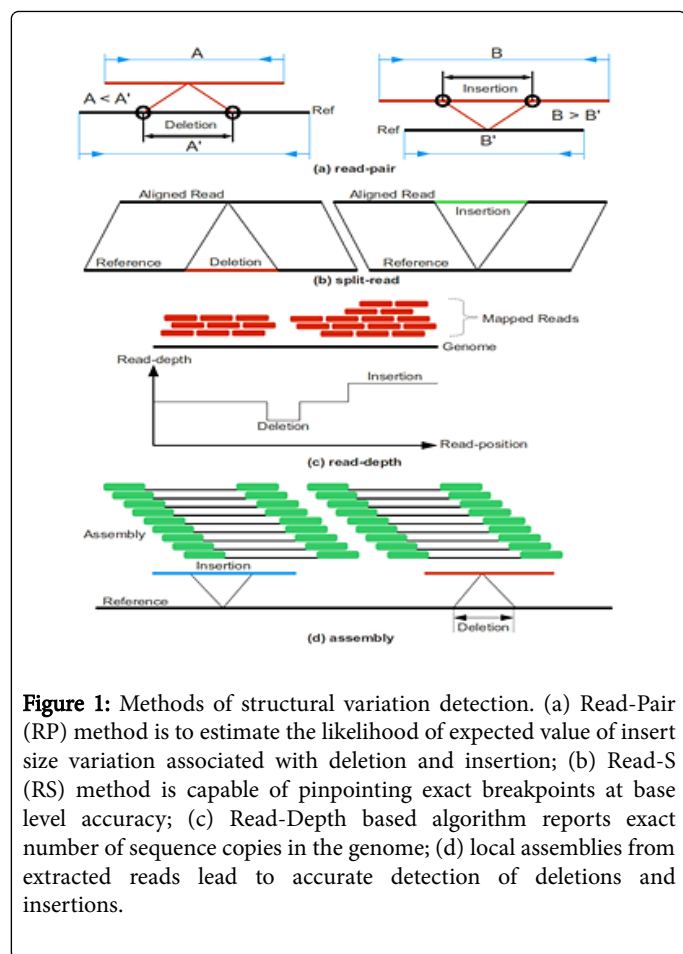 A
B
Insertion
A < A'
B > B'
Ref
Deletion
Ref
A'
B'
(a) read-pair
Aligned Read
Aligned Read
Insertion
Reference
Deletion
Reference
(b) split-read
Mapped Reads
Genome
Read-depth
Insertion
Deletion
Read-position
(c) read-depth
Assembly
Insertion
Reference
Deletion
(d) assembly
Figure 1: Methods of structural variation detection. (a) Read-Pair
(RP) method is to estimate the likelihood of expected value of insert
size variation associated with deletion and insertion; (b) Read-S
(RS) method is capable of pinpointing exact breakpoints at base
level accuracy; (c) Read-Depth based algorithm reports exact
number of sequence copies in the genome; (d) local assemblies from
extracted reads lead to accurate detection of deletions and
insertions.